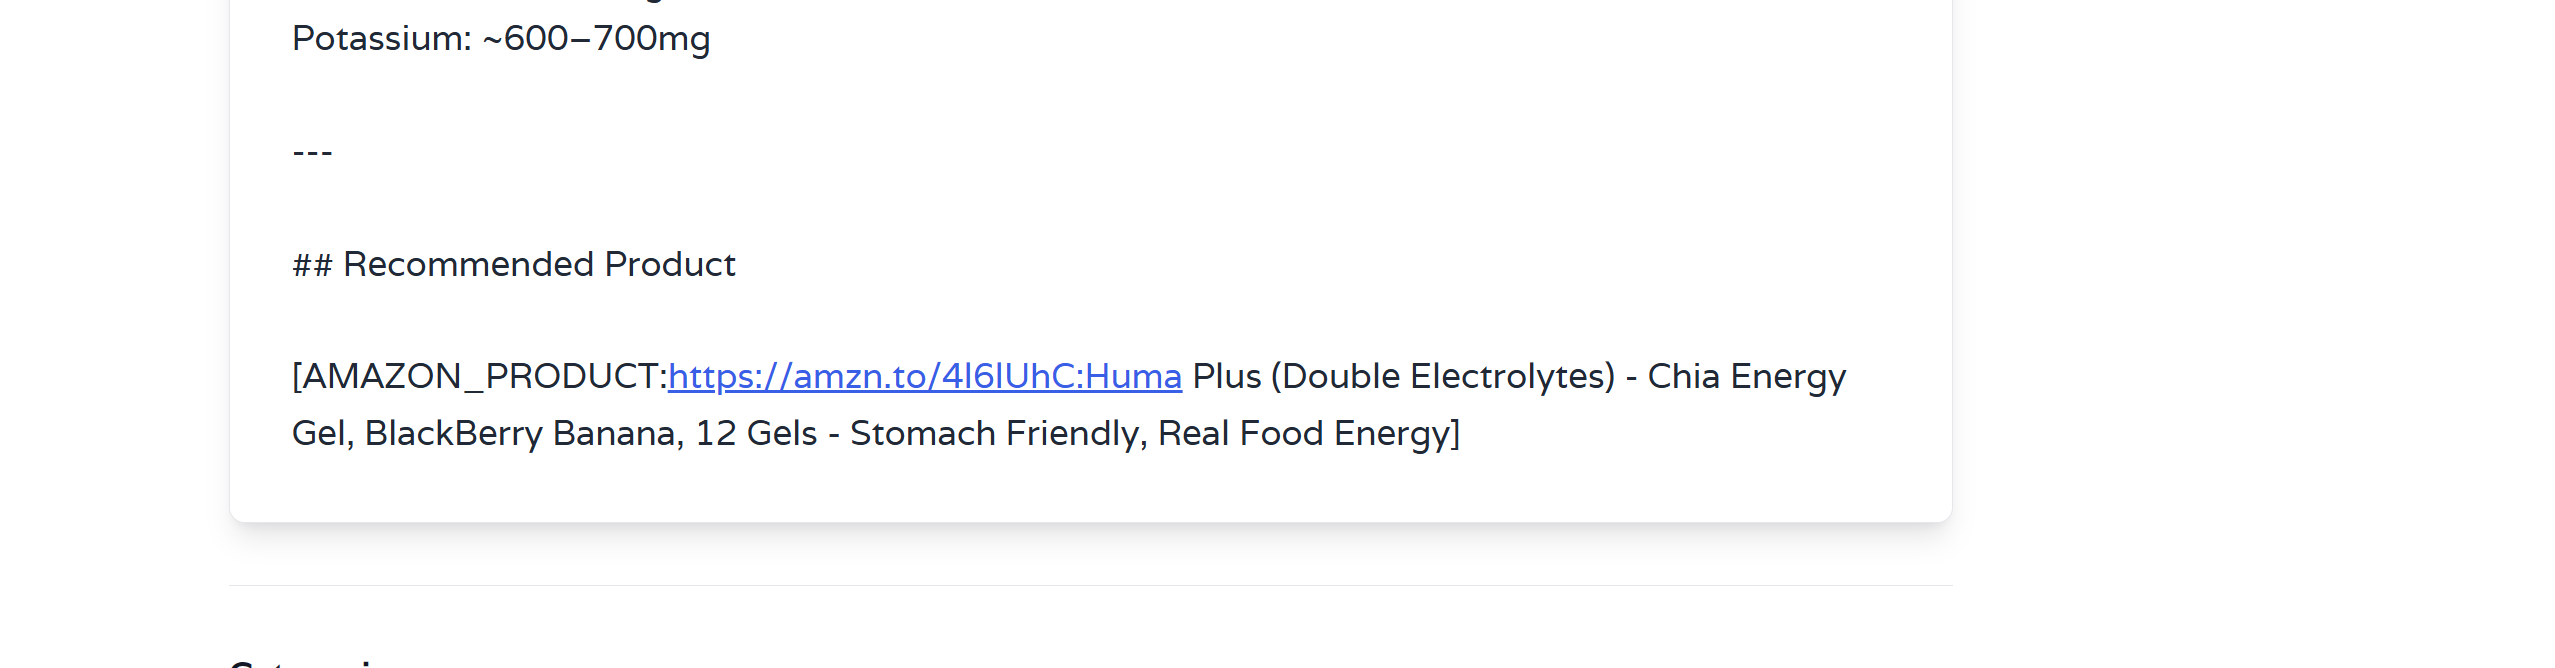 Potassium: ~600–700mg
---
## Recommended Product
[AMAZON_PRODUCT:https://amzn.to/4l6lUhC:Huma Plus (Double Electrolytes) - Chia Energy
Gel, BlackBerry Banana, 12 Gels - Stomach Friendly, Real Food Energy]